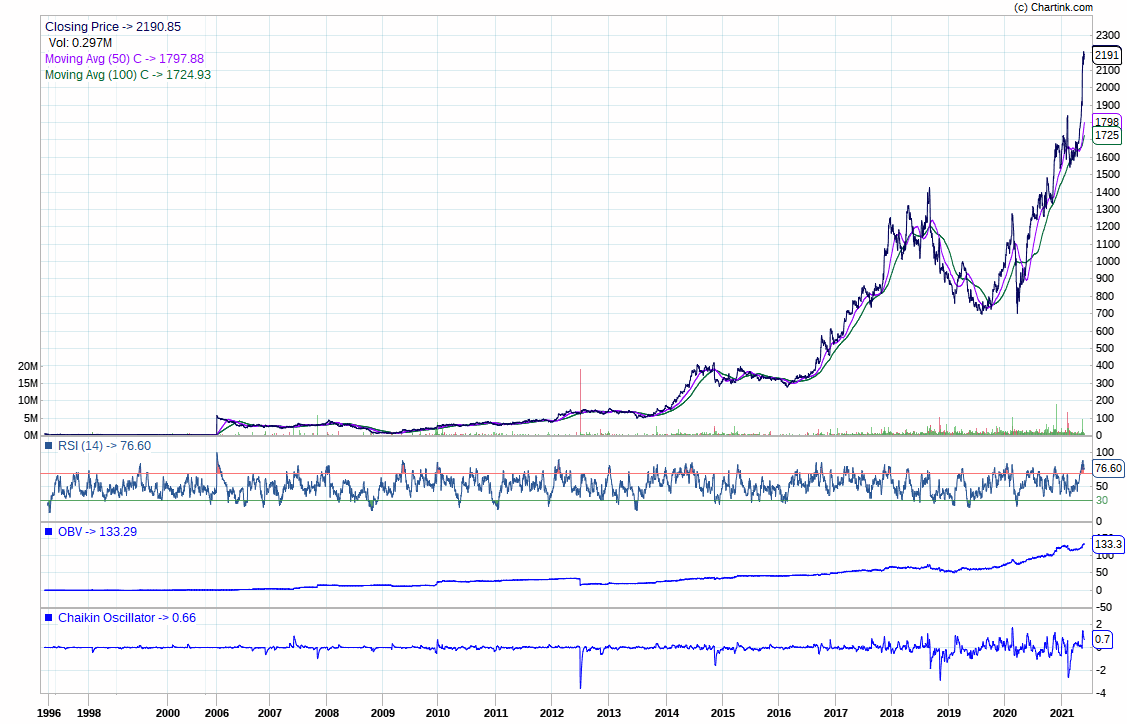 (c) Chartink.com
Closing Price -> 2190.85
Vol: 0.297M
Moving Avg (50) C -> 1797.88
Moving Avg (100) C -> 1724.93
2300
2191
2100
2000
1900
1798
1725
1600
1500
1400
1300
1200
1100
1000
900
800
700
600
500
400
300
200
100
0
20M
15M
10M
5M
0M
RSI (14) -> 76.60
100
76.60
50
30
0
OBV -> 133.29
133.3
100
50
0
-50
Chaikin Oscillator -> 0.66
2
0.7
-2
-4
1996 1998 2000 2006 2007 2008 2009 2010 2011 2012 2013 2014 2015 2016 2017 2018 2019 2020 2021